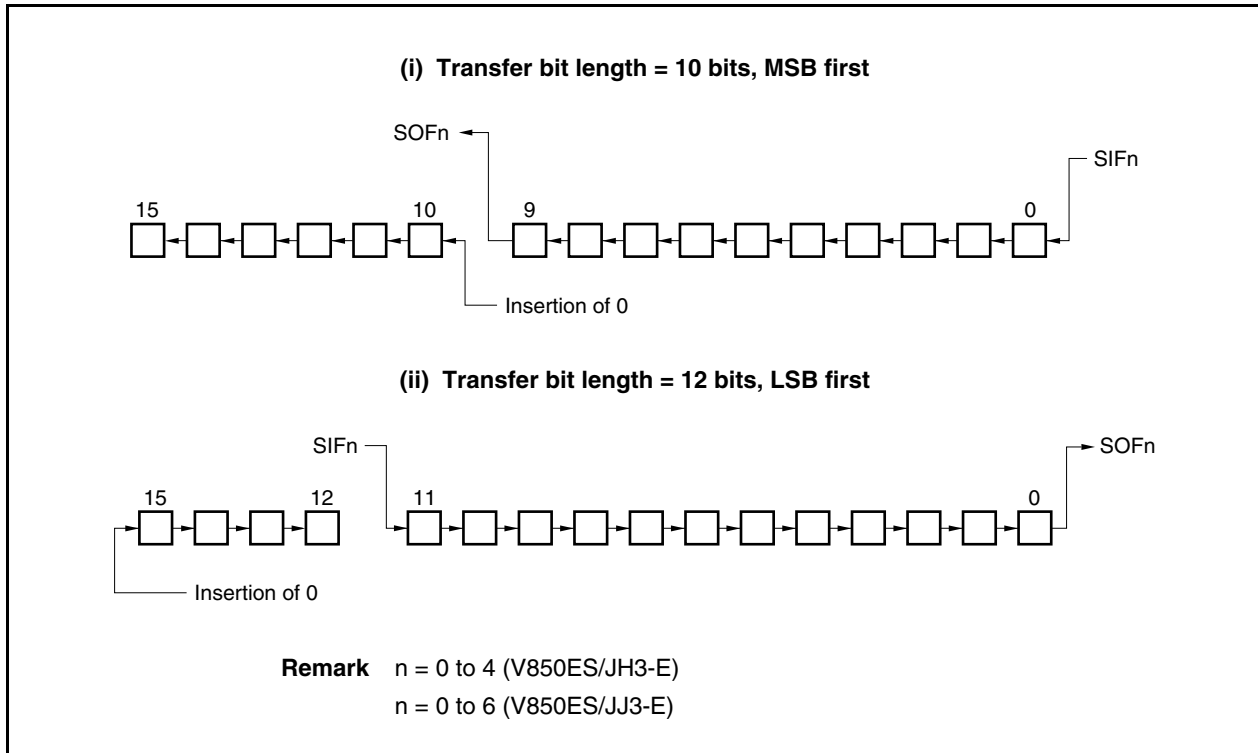 (i) Transfer bit length = 10 bits, MSB first
SOFn
SIFn
15
10
9
0
Insertion of 0
(ii) Transfer bit length = 12 bits, LSB first
SIFn
SOFn
15
12
11
0
Insertion of 0
Remark n = 0 to 4 (V850ES/JH3-E)
n = 0 to 6 (V850ES/JJ3-E)